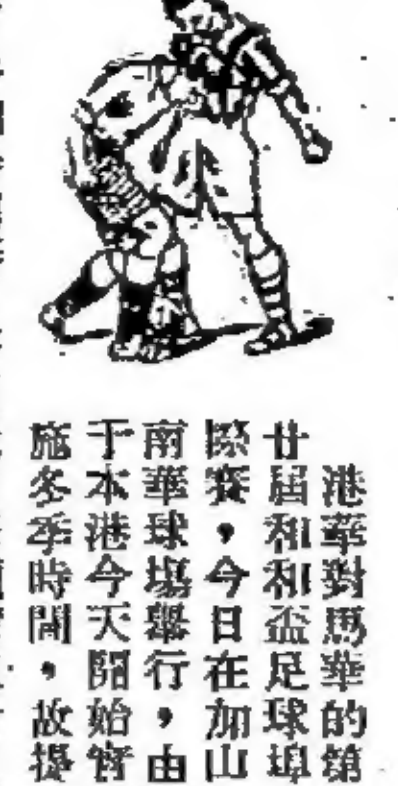 港華對馬華的第
廿屆和和盃足球埠
際賽，今日在加山
南華球場舉行，由
于本港今天開始實
施冬季時間，故提